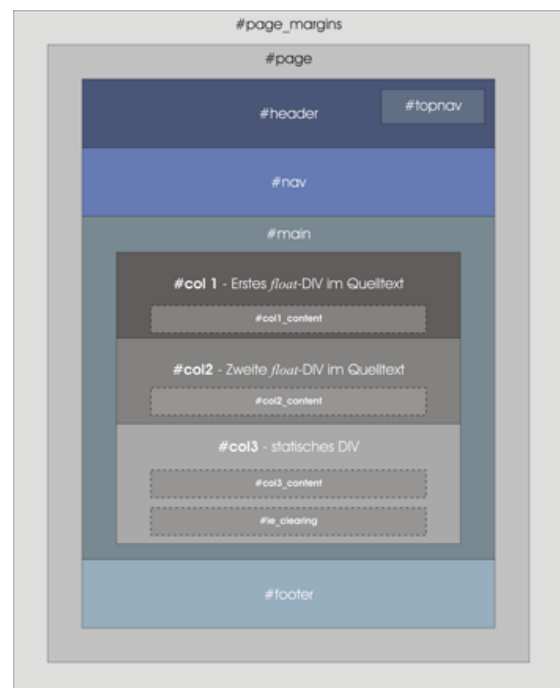 #page_margins
#page
#header
#topnav
#nav
#main
#col 1 - Erstes float-DIV im Quelltext
#col1_content
#col2 - Zweite float-DIV im Quelltext
#col2_content
#col3 - statisches DIV
#col3_content
#ie_clearing
#footer